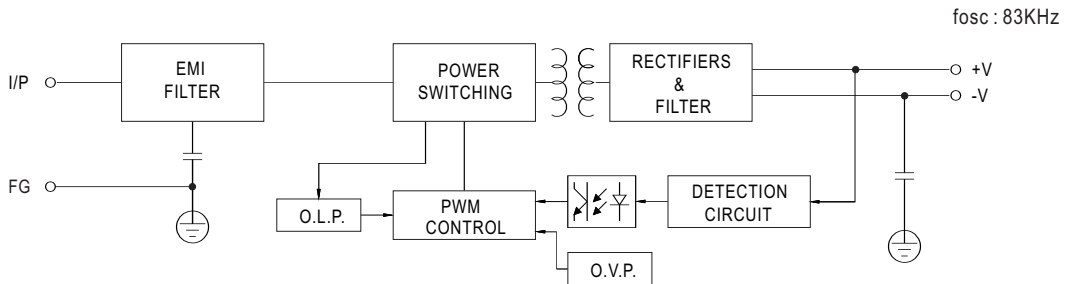 fosc : 83KHz
I/P
EMI
FILTER
POWER
SWITCHING
RECTIFIERS
&
FILTER
+V
-V
FG
O.L.P.
PWM
CONTROL
DETECTION
CIRCUIT
O.V.P.